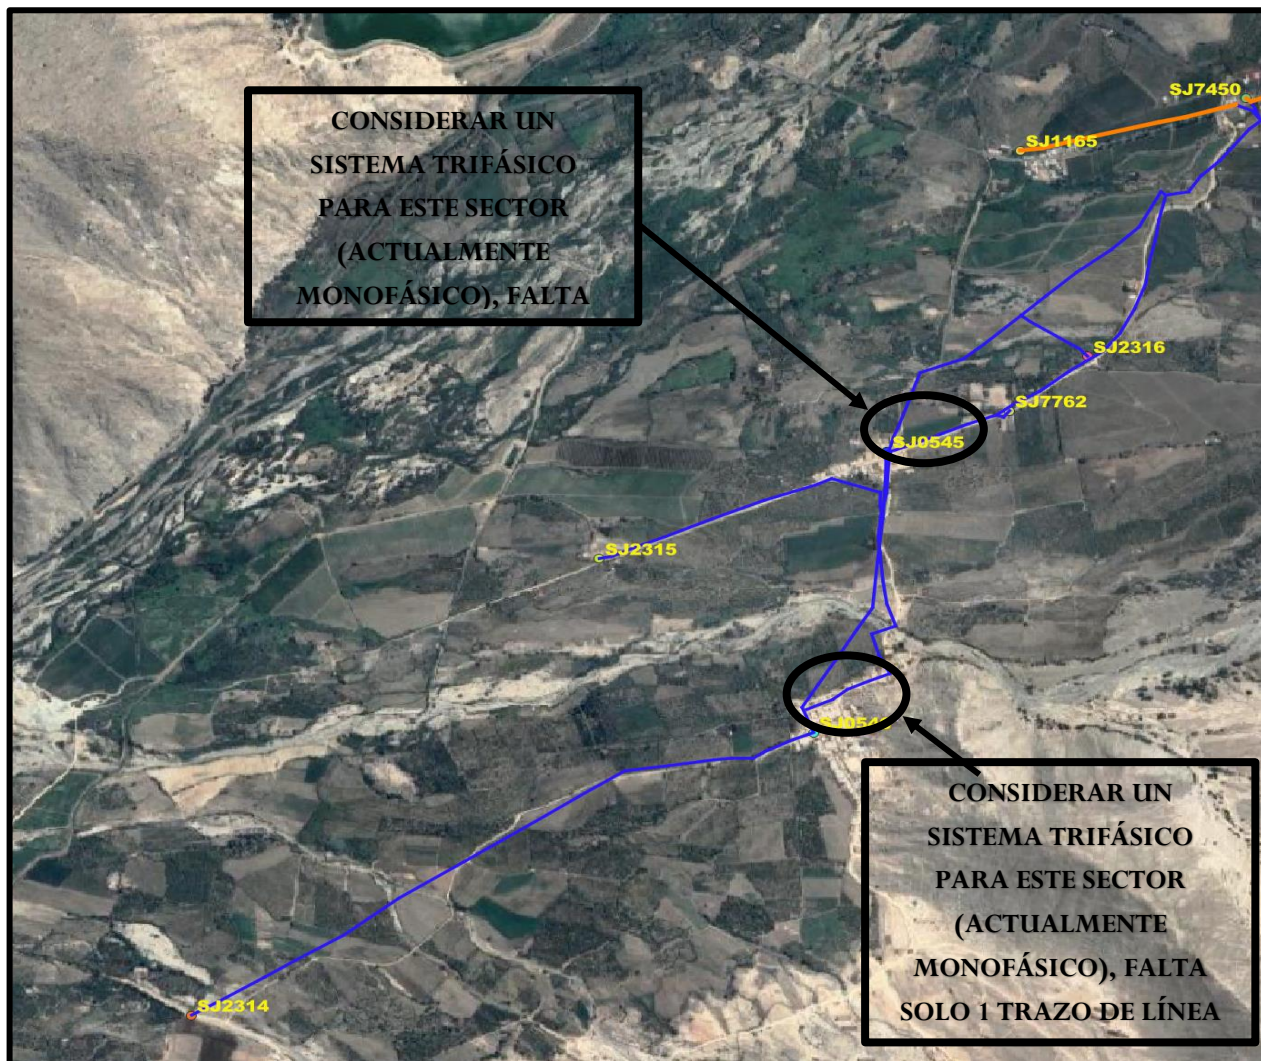 SJ7450
CONSIDERAR UN
SISTEMA TRIFÁSICO
PARA ESTE SECTOR
(ACTUALMENTE
MONOFÁSICO), FALTA
SJ1165
SJ2316
SJ7762
SJ0545
SJ2315
CONSIDERAR UN
SISTEMA TRIFÁSICO
PARA ESTE SECTOR
(ACTUALMENTE
MONOFÁSICO), FALTA
SOLO 1 TRAZO DE LÍNEA
SJ2314